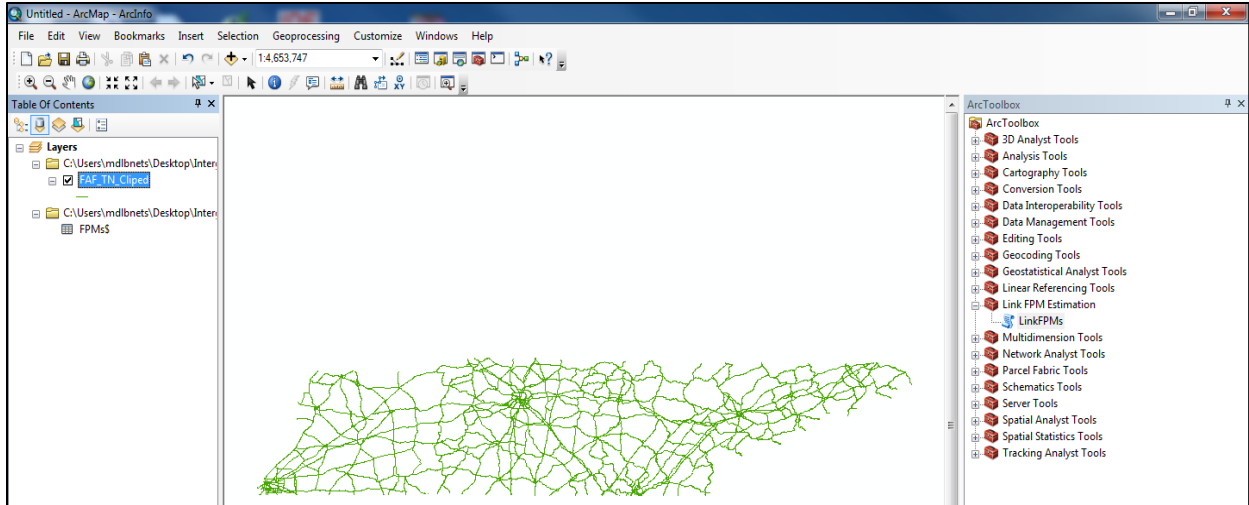 Untitled - ArcMap - ArcInfo
File Edit View Bookmarks Insert Selection Geoprocessing Customize Windows Help
1:4,653,747
Table Of Contents
Layers
C:\Users\mdlbnets\Desktop\Inter
FAF_TN_Cliped
C:\Users\mdlbnets\Desktop\Inter
FPMs$
ArcToolbox
ArcToolbox
3D Analyst Tools
Analysis Tools
Cartography Tools
Conversion Tools
Data Interoperability Tools
Data Management Tools
Editing Tools
Geocoding Tools
Geostatistical Analyst Tools
Linear Referencing Tools
Link FPM Estimation
LinkFPMs
Multidimension Tools
Network Analyst Tools
Parcel Fabric Tools
Schematics Tools
Server Tools
Spatial Analyst Tools
Spatial Statistics Tools
Tracking Analyst Tools